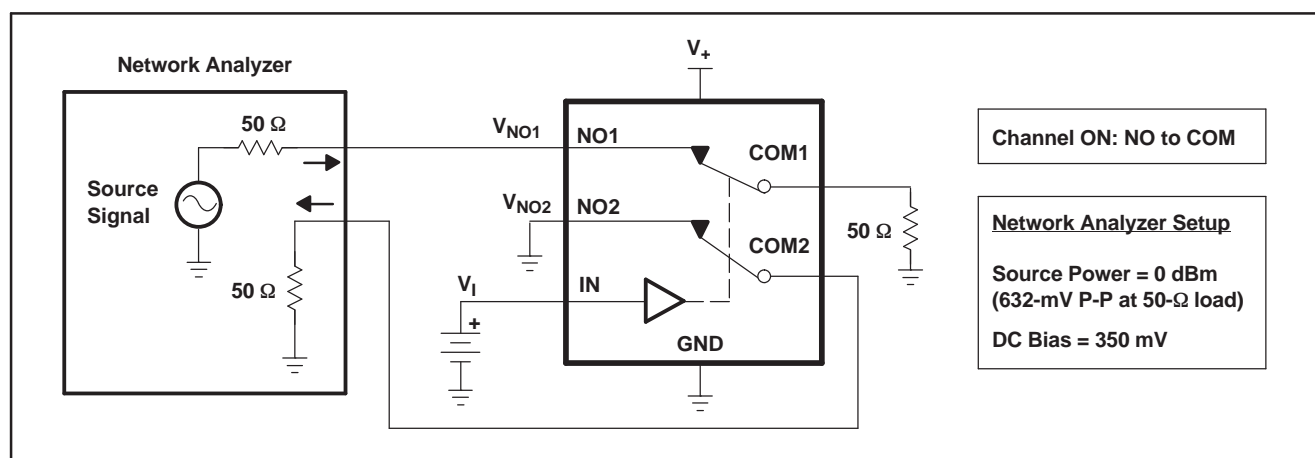 Network Analyzer
50 Ω
Source
Signal
50 Ω
V+
VNO1
NO1
COM1
VNO2
NO2
COM2
50 Ω
VI
IN
+
GND
Channel ON: NO to COM
Network Analyzer Setup
Source Power = 0 dBm
(632-mV P-P at 50-Ω load)
DC Bias = 350 mV